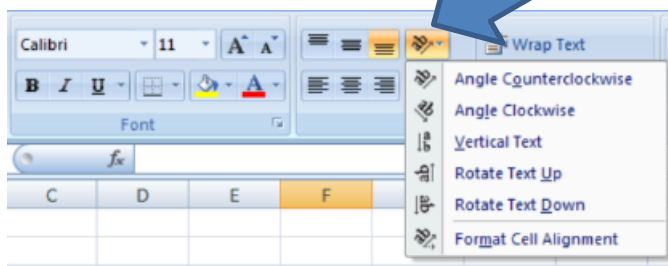 Calibri 11 A A Wrap Text
B I U A
Font
fx
C D E F
Angle Counterclockwise
Angle Clockwise
Vertical Text
Rotate Text Up
Rotate Text Down
Format Cell Alignment